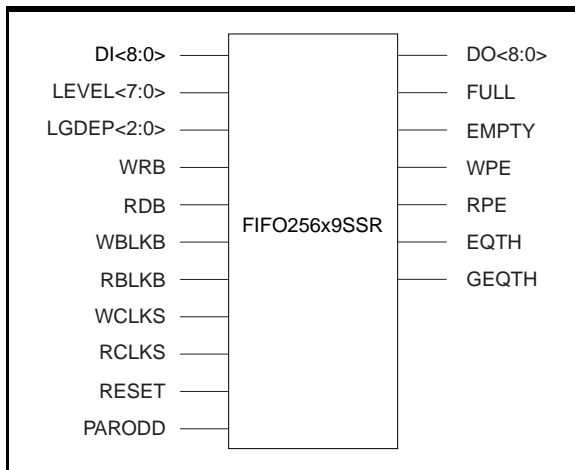 DI<8:0>
LEVEL<7:0>
LGDEP<2:0>
WRB
RDB
WBLKB
RBLKB
WCLKS
RCLKS
RESET
PARODD
FIFO256x9SSR
DO<8:0>
FULL
EMPTY
WPE
RPE
EQTH
GEQTH